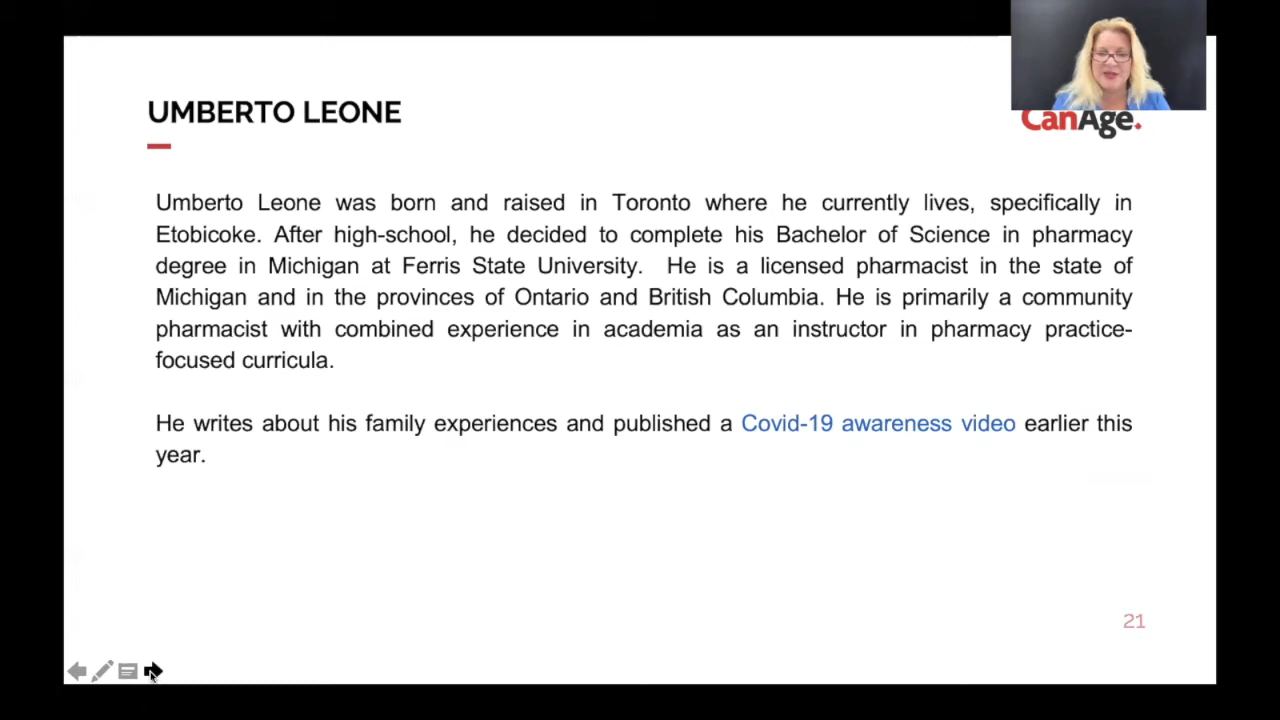 UMBERTO LEONE
CanAge.
Umberto Leone was born and raised in Toronto where he currently lives, specifically in
Etobicoke. After high-school, he decided to complete his Bachelor of Science in pharmacy
degree in Michigan at Ferris State University. He is a licensed pharmacist in the state of
Michigan and in the provinces of Ontario and British Columbia. He is primarily a community
pharmacist with combined experience in academia as an instructor in pharmacy practice-
focused curricula.
He writes about his family experiences and published a Covid-19 awareness video earlier this
year.
21